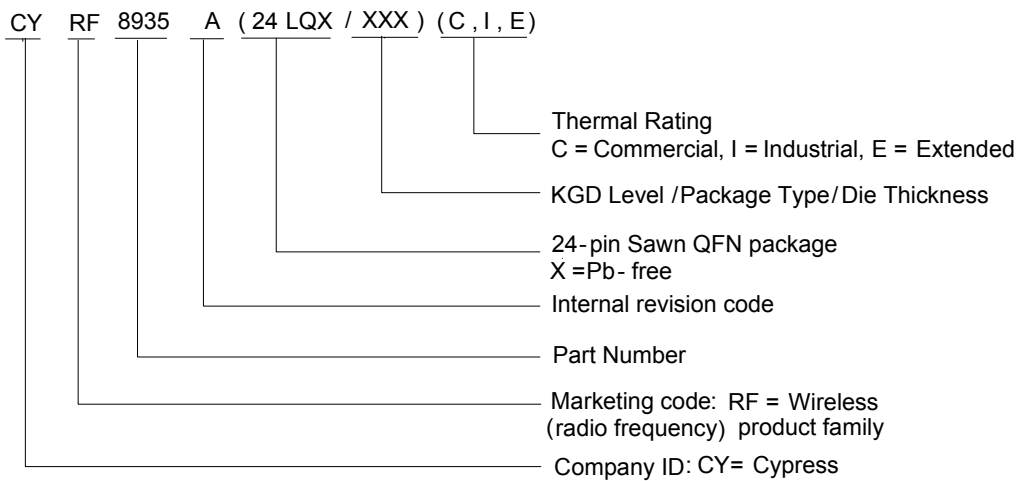 CY RF 8935 A ( 24 LQX / XXX ) ( C , I , E )
Thermal Rating
C = Commercial, I = Industrial, E = Extended
KGD Level /Package Type/ Die Thickness
24-pin Sawn QFN package
X =Pb- free
Internal revision code
Part Number
Marketing code: RF = Wireless
(radio frequency) product family
Company ID: CY= Cypress